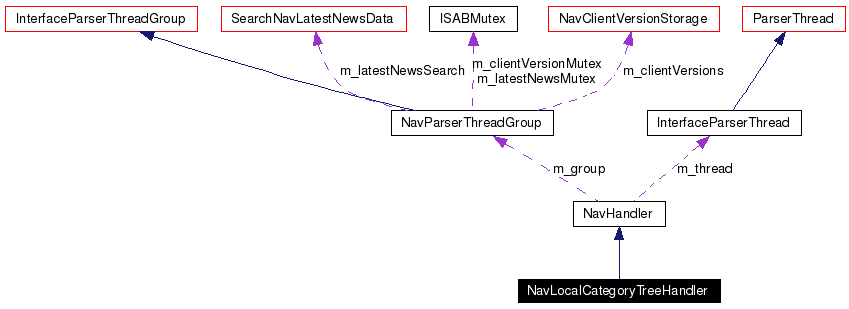 InterfaceParserThreadGroup
SearchNavLatestNewsData
ISABMutex
NavClientVersionStorage
ParserThread
m_latestNewsSearch
m_clientVersionMutex
m_latestNewsMutex
m_clientVersions
NavParserThreadGroup
InterfaceParserThread
m_group
m_thread
NavHandler
NavLocalCategoryTreeHandler